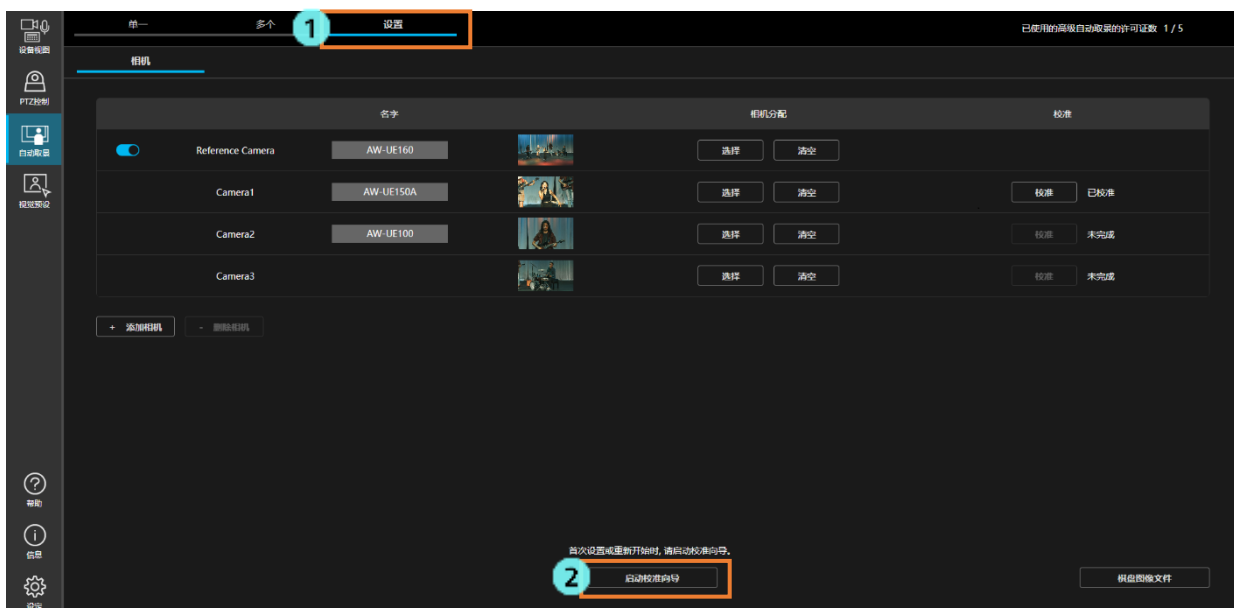 单一 多个 1 设置 已使用的高级自动取景的许可证数 1 / 5
设备视图
相机
PTZ控制
名字 相机分配 校准
自动取景
Reference Camera AW-UE160 选择 清空
Camera1 AW-UE150A 选择 清空 校准 已校准
视觉预设
Camera2 AW-UE100 选择 清空 校准 未完成
Camera3 选择 清空 校准 未完成
+ 添加相机 - 删除相机
帮助
信息
首次设置或重新开始时, 请启动校准向导。
2 启动校准向导 棋盘图像文件
设定